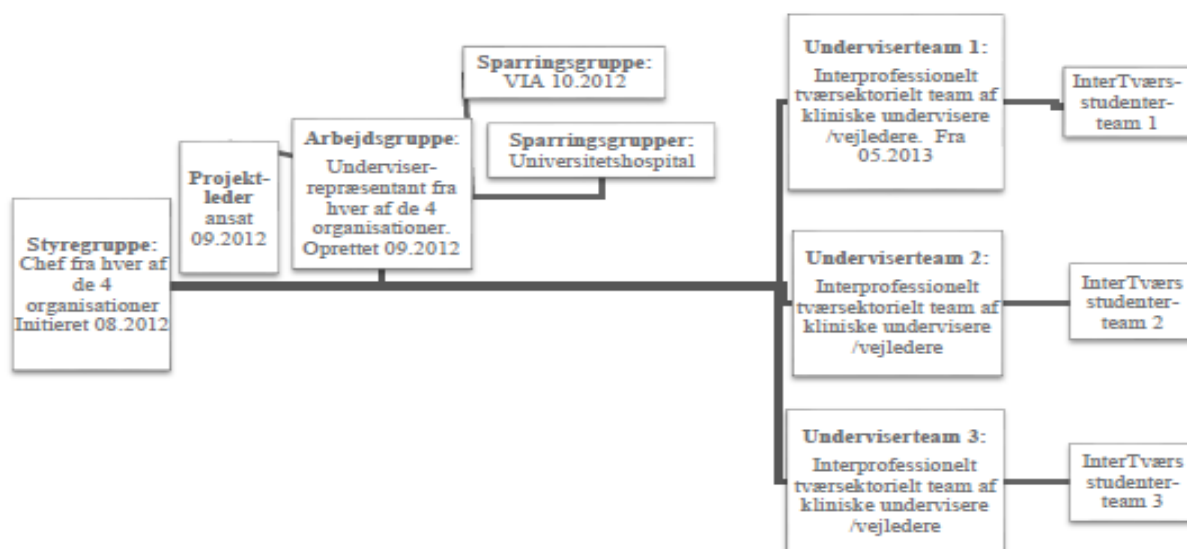 Styregruppe:
Chef fra hver af
de 4
organisationer
Initieret 08.2012
Projekt-
leder
ansat
09.2012
Arbejdsgruppe:
Underviser-
repræsentant fra
hver af de 4
organisationer.
Oprettet 09.2012
Sparringsgruppe:
VIA 10.2012
Sparringsgrupper:
Universitetshospital
Underviserteam 1:
Interprofessionelt
tværsektorielt team af
kliniske undervisere
/vejledere.  Fra
05.2013
InterTværs-
studenter-
team 1
Underviserteam 2:
Interprofessionelt
tværsektorielt team af
kliniske undervisere
/vejledere
InterTværs
studenter-
team 2
Underviserteam 3:
Interprofessionelt
tværsektorielt team af
kliniske undervisere
/vejledere
InterTværs
studenter-
team 3